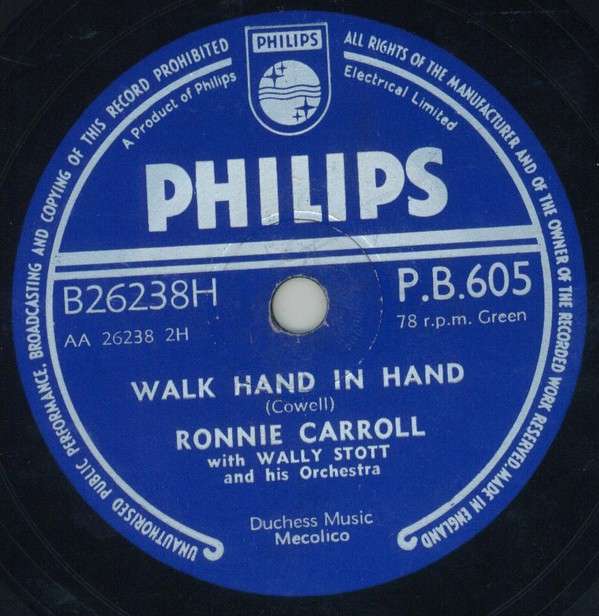 UNAUTHORISED PUBLIC PERFORMANCE, BROADCASTING AND COPYING OF THIS RECORD PROHIBITED
ALL RIGHTS OF THE MANUFACTURER AND OF THE OWNER OF THE RECORDED WORK RESERVED. MADE IN ENGLAND
PHILIPS
A Product of Philips
Electrical Limited
PHILIPS
B26238H
P.B.605
AA 26238 2H
78 r.p.m. Green
WALK HAND IN HAND
(Cowell)
RONNIE CARROLL
with WALLY STOTT
and his Orchestra
Duchess Music
Mecolico